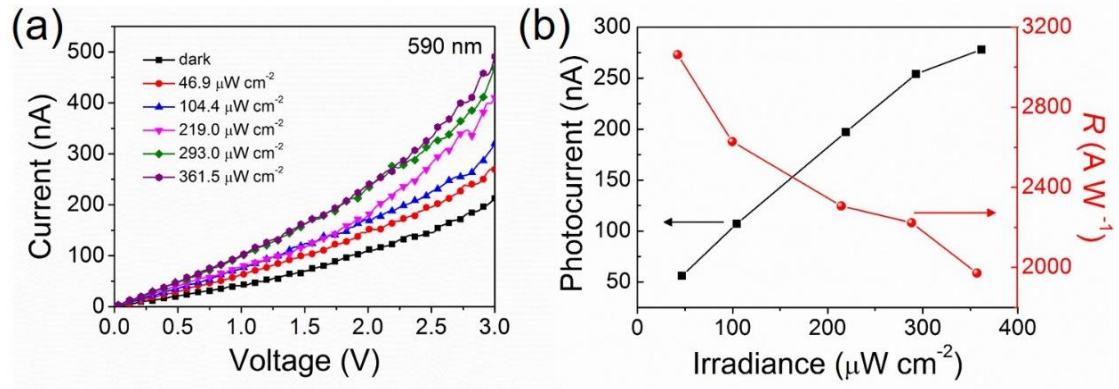 (a)
590 nm
dark
46.9 μW cm⁻²
104.4 μW cm⁻²
219.0 μW cm⁻²
293.0 μW cm⁻²
361.5 μW cm⁻²
500
400
300
200
100
0
Current (nA)
0.0 0.5 1.0 1.5 2.0 2.5 3.0
Voltage (V)
(b)
300
250
200
150
100
50
Photocurrent (nA)
3200
2800
2400
2000
R (A W⁻¹)
0 100 200 300 400
Irradiance (μW cm⁻²)